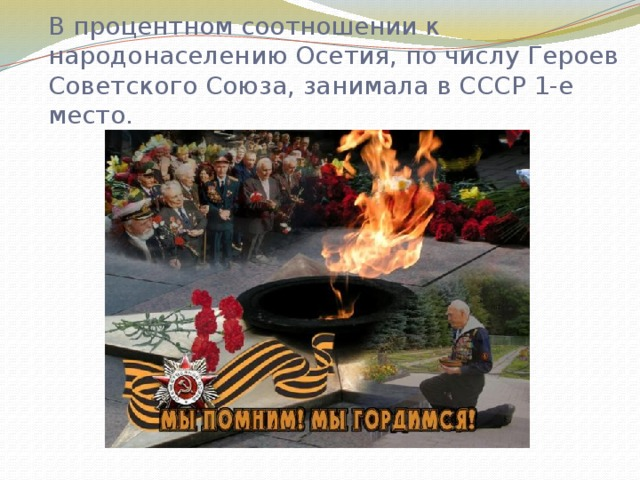 В процентном соотношении к
народонаселению Осетия, по числу Героев
Советского Союза, занимала в СССР 1-е
место.
МЫ ПОМНИМ! МЫ ГОРДИМСЯ!